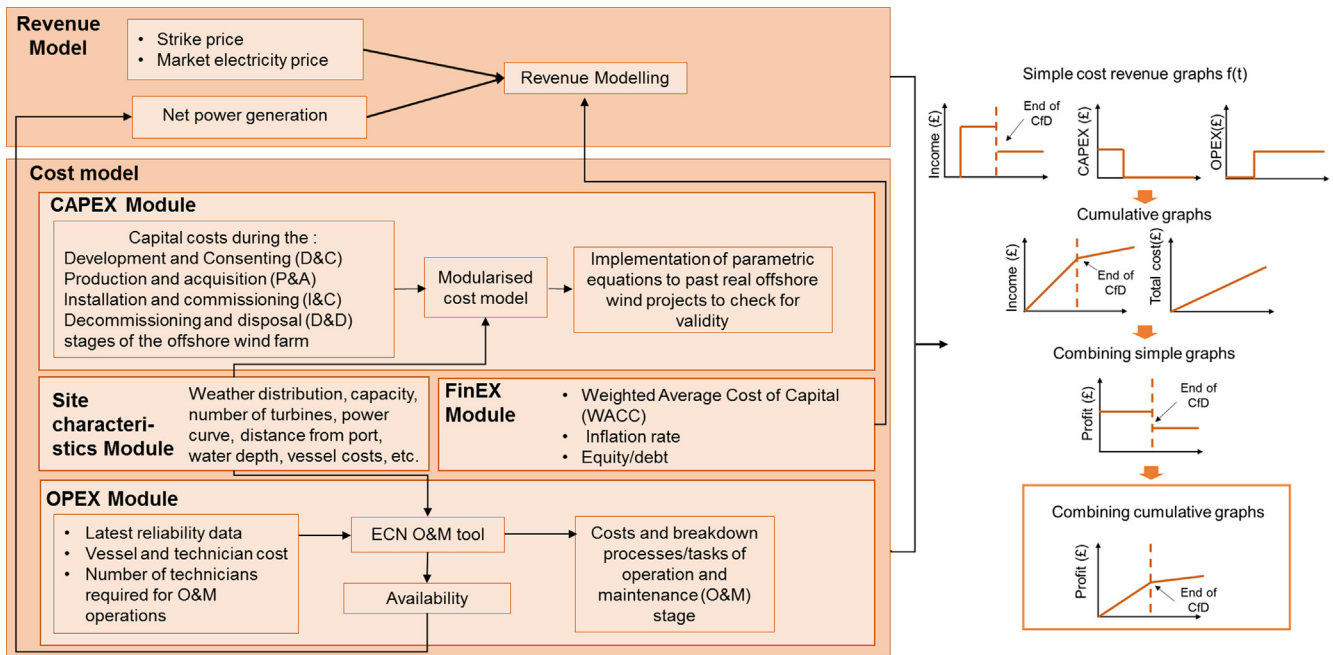 Revenue
Model
• Strike price
• Market electricity price
Net power generation
Revenue Modelling
Cost model
CAPEX Module
Capital costs during the :
Development and Consenting (D&C)
Production and acquisition (P&A)
Installation and commissioning (I&C)
Decommissioning and disposal (D&D)
stages of the offshore wind farm
Modularised
cost model
Implementation of parametric
equations to past real offshore
wind projects to check for
validity
Site
characteri-
stics Module
Weather distribution, capacity,
number of turbines, power
curve, distance from port,
water depth, vessel costs, etc.
FinEX
Module
• Weighted Average Cost of Capital
(WACC)
• Inflation rate
• Equity/debt
OPEX Module
• Latest reliability data
• Vessel and technician cost
• Number of technicians
required for O&M
operations
ECN O&M tool
Availability
Costs and breakdown
processes/tasks of
operation and
maintenance (O&M)
stage
Simple cost revenue graphs f(t)
Income (£)
End of
CfD
CAPEX (£)
OPEX(£)
Cumulative graphs
Income (£)
End of
CfD
Total cost(£)
Combining simple graphs
Profit (£)
End of
CfD
Combining cumulative graphs
Profit (£)
End of
CfD